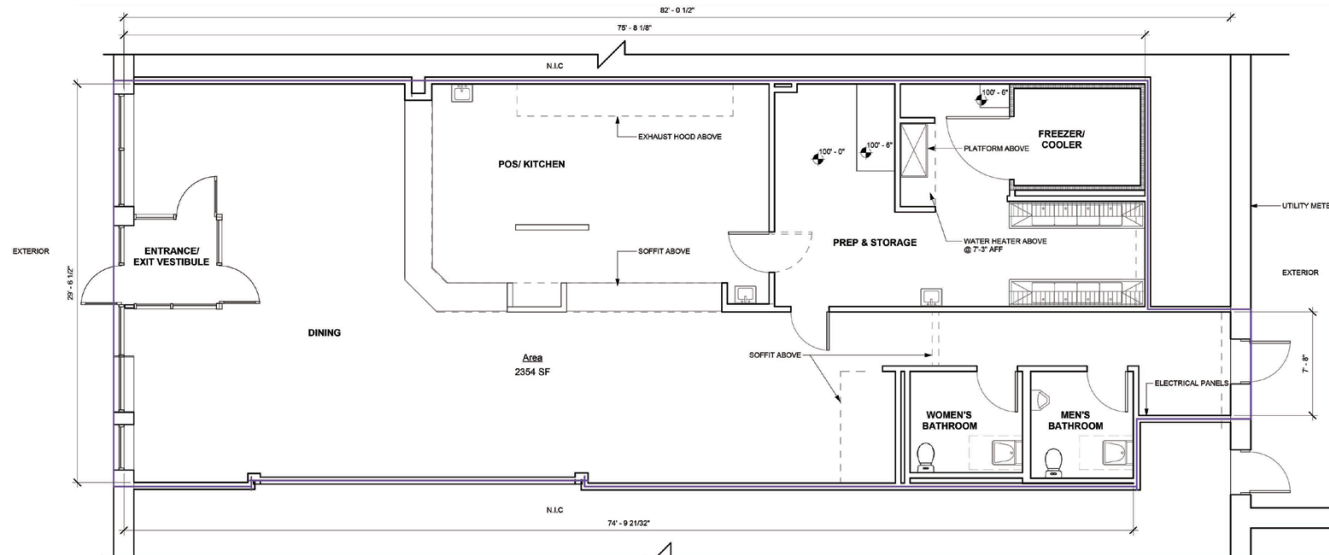 82' - 0 1/2"
75' - 8 1/8"
N.I.C
100' - 6"
EXHAUST HOOD ABOVE
FREEZER/
COOLER
100' - 0"
100' - 6"
PLATFORM ABOVE
POS/ KITCHEN
UTILITY METE
EXTERIOR
ENTRANCE/
EXIT VESTIBULE
SOFFIT ABOVE
PREP & STORAGE
WATER HEATER ABOVE
@ 7'-3" AFF
EXTERIOR
29' - 6 1/2"
DINING
Area
2354 SF
SOFFIT ABOVE
7' - 8"
ELECTRICAL PANELS
WOMEN'S
BATHROOM
MEN'S
BATHROOM
N.I.C
74' - 9 21/32"